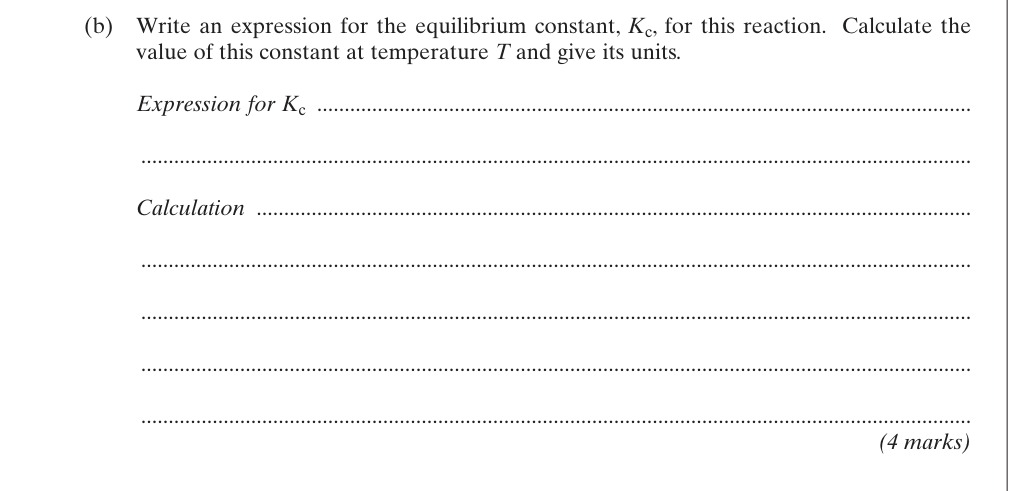 (b) Write an expression for the equilibrium constant, Kc, for this reaction. Calculate the
value of this constant at temperature T and give its units.
Expression for Kc ........................................................................................................................
........................................................................................................................................................
Calculation ...................................................................................................................................
........................................................................................................................................................
........................................................................................................................................................
........................................................................................................................................................
........................................................................................................................................................
(4 marks)